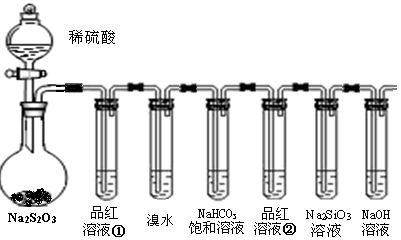 稀硫酸
Na₂S₂O₃
品红
溶液①
溴水
NaHCO₃
饱和溶液
品红
溶液②
Na₂SiO₃
溶液
NaOH
溶液